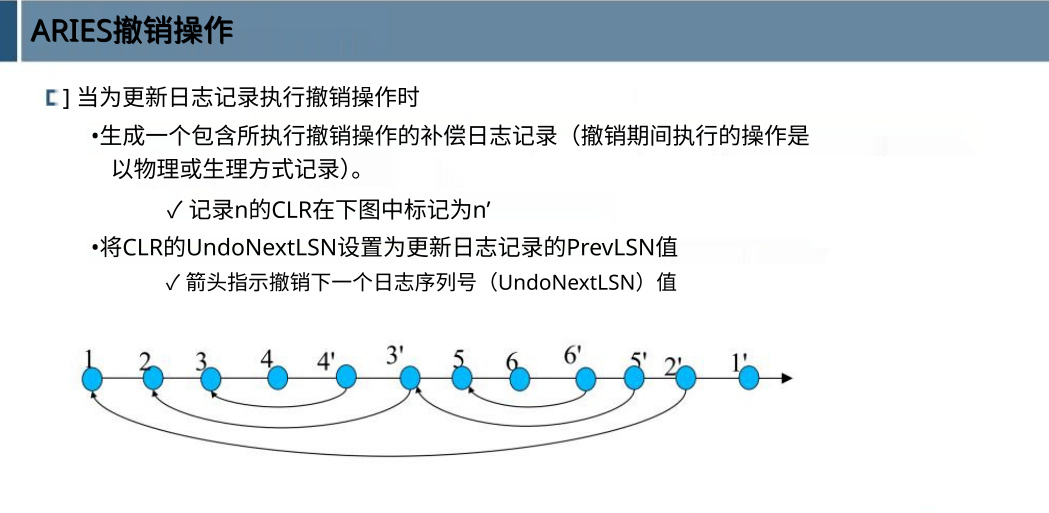 ARIES撤销操作
] 当为更新日志记录执行撤销操作时
•生成一个包含所执行撤销操作的补偿日志记录（撤销期间执行的操作是
以物理或生理方式记录）。
✓ 记录n的CLR在下图中标记为n’
•将CLR的UndoNextLSN设置为更新日志记录的PrevLSN值
✓ 箭头指示撤销下一个日志序列号（UndoNextLSN）值
1 2 3 4 4' 3' 5 6 6' 5' 2' 1'